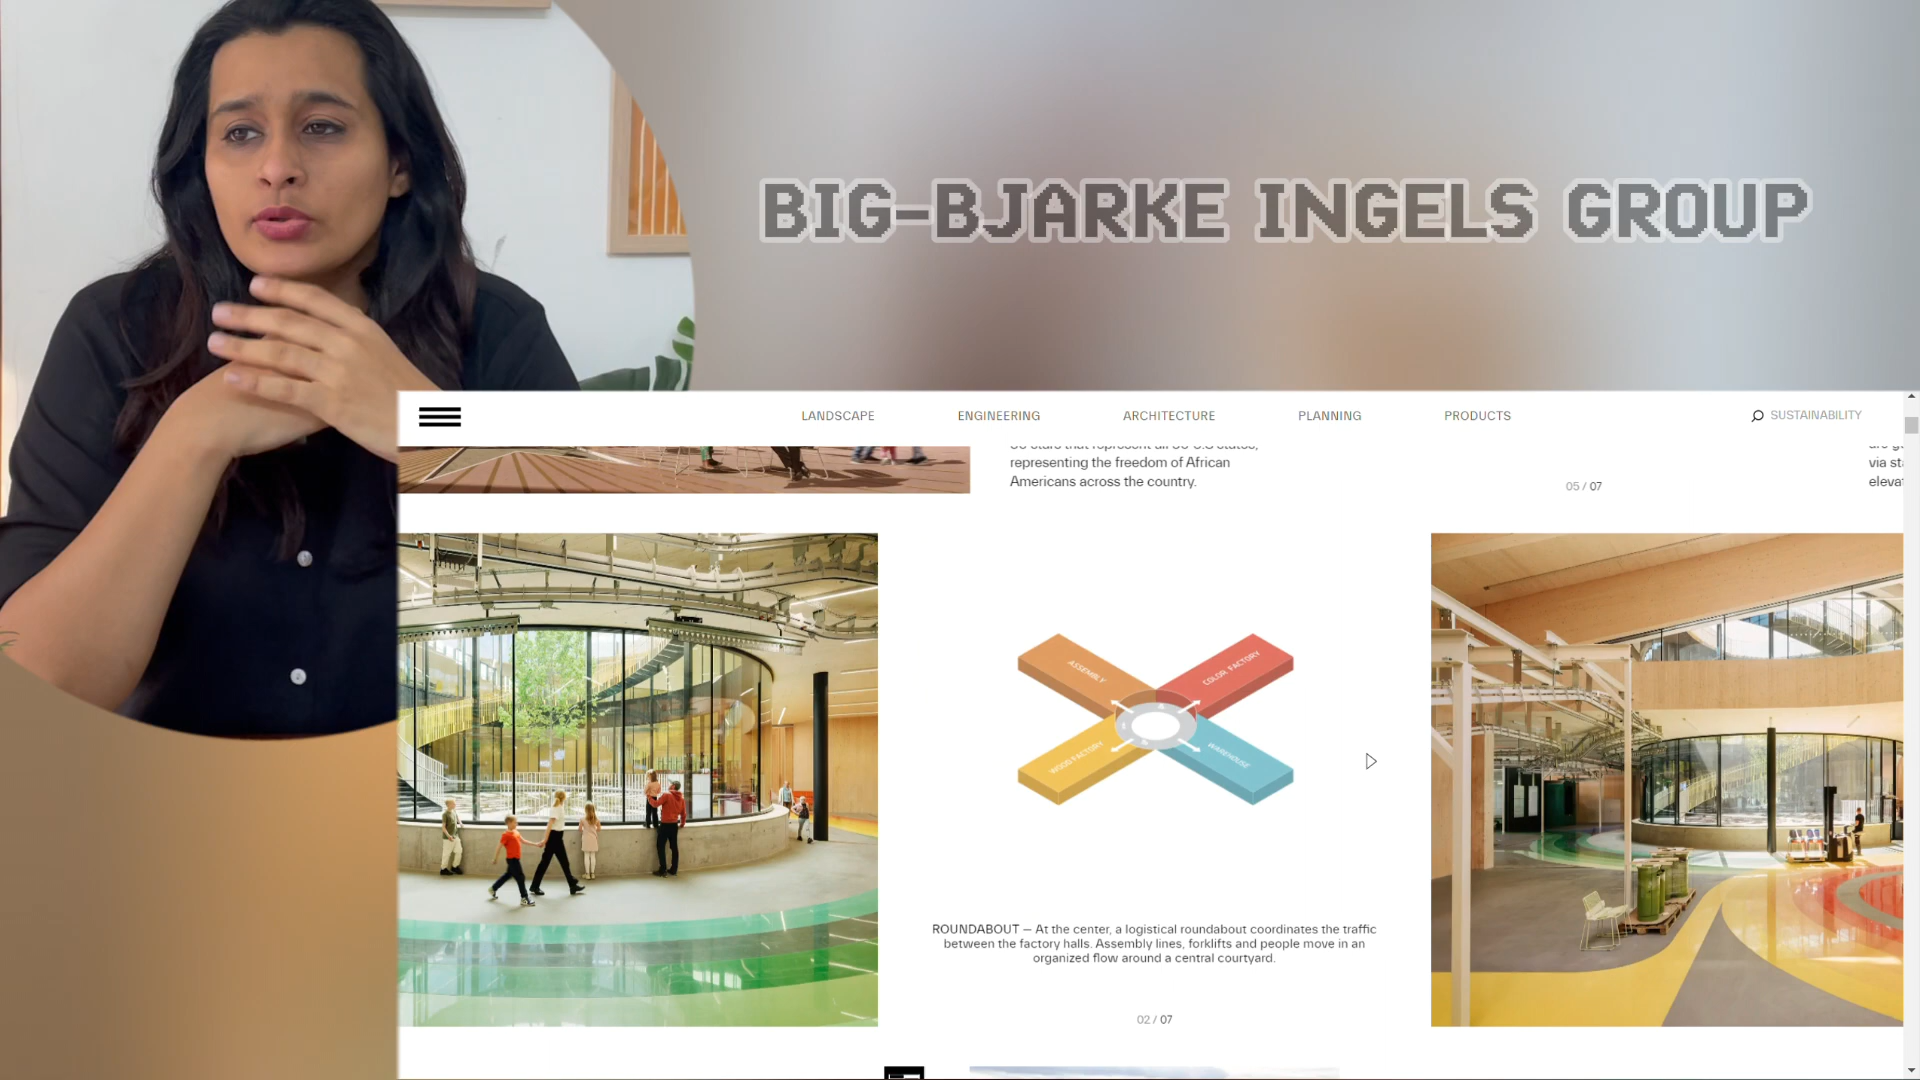 BIG-BJARKE INGELS GROUP
LANDSCAPE
ENGINEERING
ARCHITECTURE
PLANNING
PRODUCTS
SUSTAINABILITY
representing the freedom of African
Americans across the country.
05 / 07
via
ASSEMBLY
COLOR FACTORY
WOOD FACTORY
WAREHOUSE
ROUNDABOUT — At the center, a logistical roundabout coordinates the traffic
between the factory halls. Assembly lines, forklifts and people move in an
organized flow around a central courtyard.
02 / 07